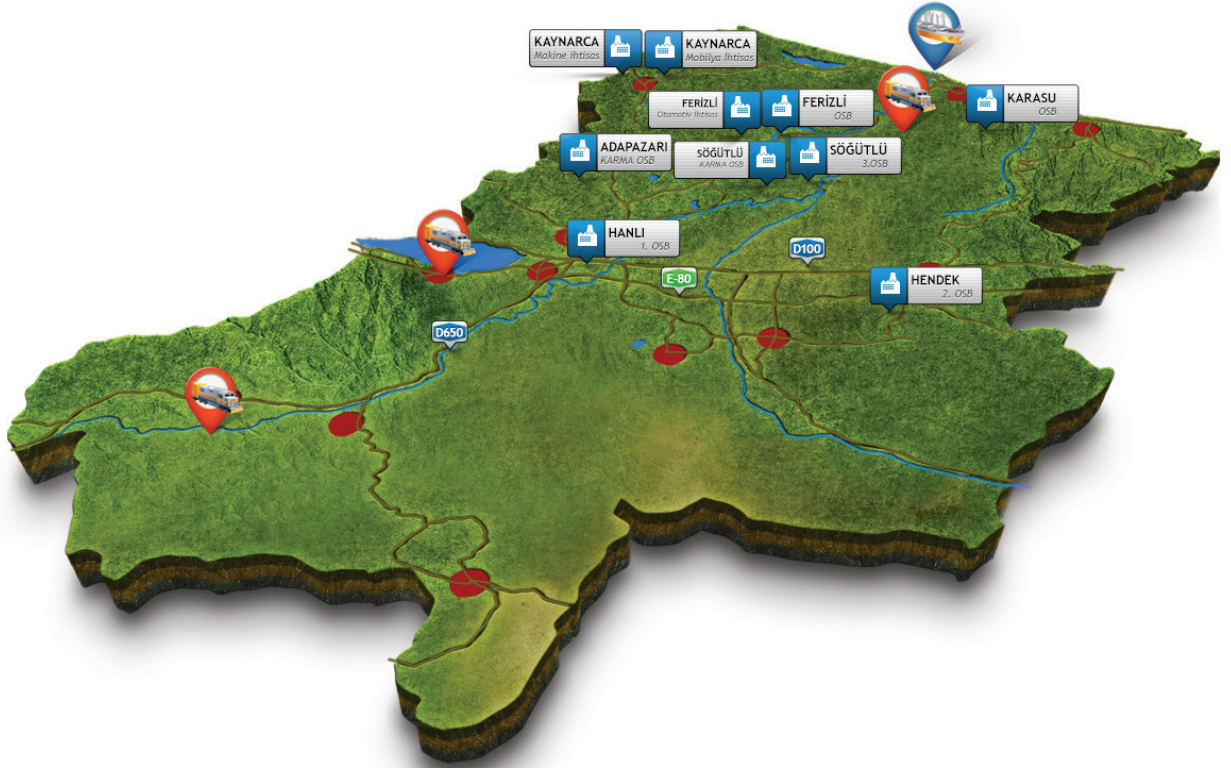 KAYNARCA
Makine ihtisas
KAYNARCA
Mobilya İhtisas
FERİZLİ
Otomotiv İhtisas
FERİZLİ
OSB
KARASU
OSB
ADAPAZARI
KARMA OSB
SÖĞÜTLÜ
KARMA OSB
SÖĞÜTLÜ
3.OSB
HANLI
1. OSB
D100
E-80
HENDEK
2. OSB
D650